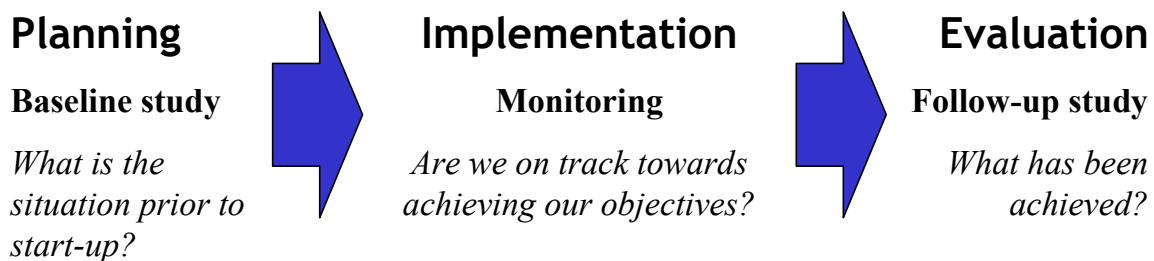 Planning
Baseline study
What is the
situation prior to
start-up?
Implementation
Monitoring
Are we on track towards
achieving our objectives?
Evaluation
Follow-up study
What has been
achieved?